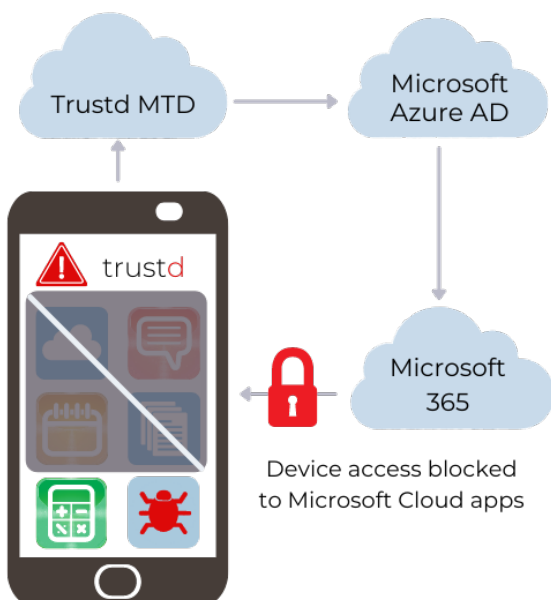 Trustd MTD
Microsoft
Azure AD
trustd
Microsoft
365
Device access blocked
to Microsoft Cloud apps